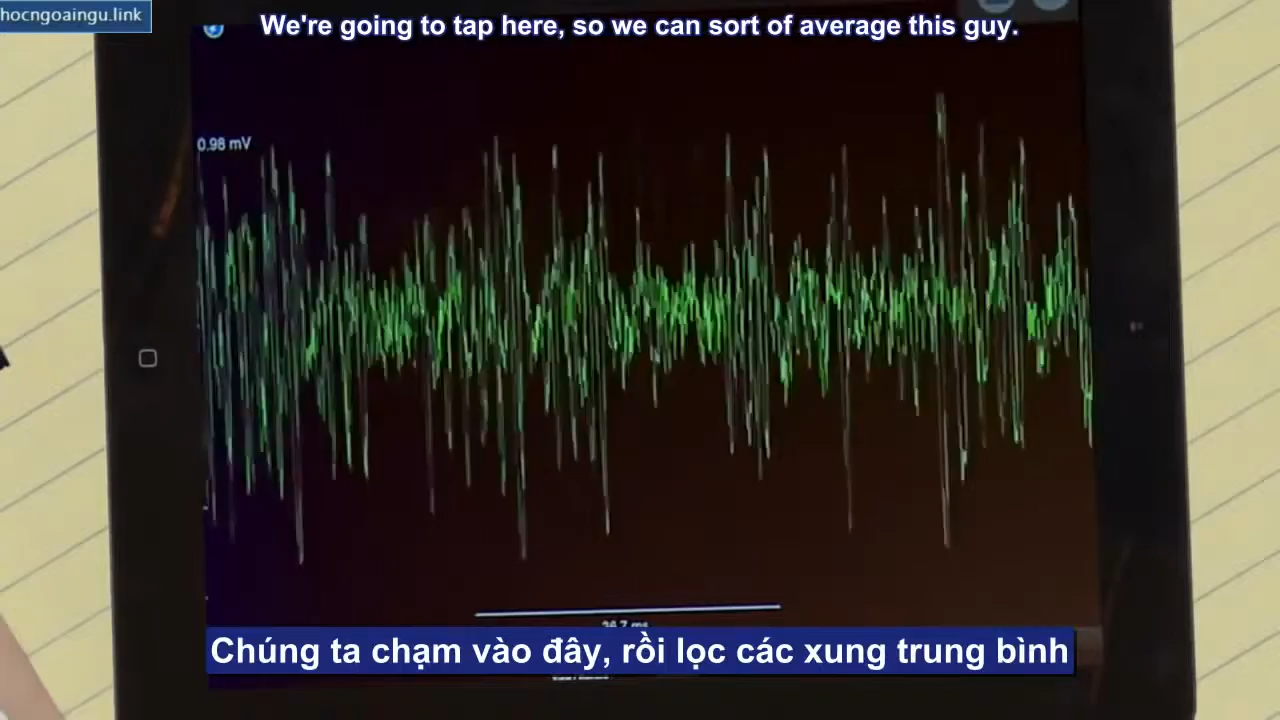 hocngoaingu.link
We're going to tap here, so we can sort of average this guy.
0.98 mV
Chúng ta chạm vào đây, rồi lọc các xung trung bình